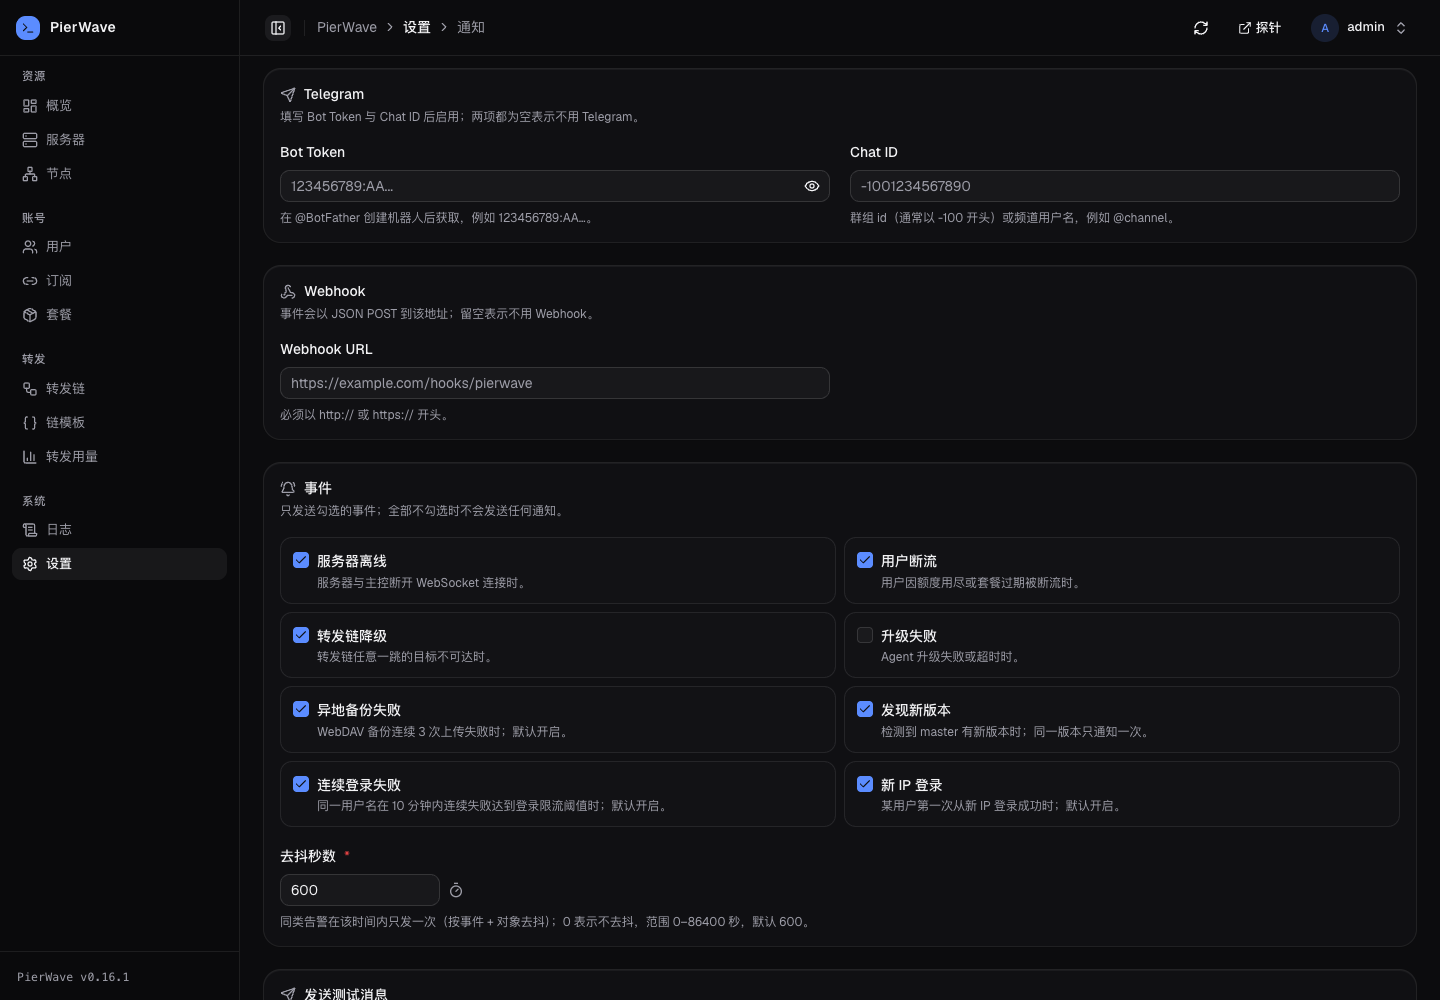 PierWave
PierWave
设置
通知
探针
A
admin
资源
概览
服务器
节点
账号
用户
订阅
套餐
转发
转发链
链模板
转发用量
系统
日志
设置
PierWave v0.16.1
Telegram
填写 Bot Token 与 Chat ID 后启用；两项都为空表示不用 Telegram。
Bot Token
Chat ID
123456789:AA...
-1001234567890
在 @BotFather 创建机器人后获取，例如 123456789:AA…。
群组 id（通常以 -100 开头）或频道用户名，例如 @channel。
Webhook
事件会以 JSON POST 到该地址；留空表示不用 Webhook。
Webhook URL
https://example.com/hooks/pierwave
必须以 http:// 或 https:// 开头。
事件
只发送勾选的事件；全部不勾选时不会发送任何通知。
服务器离线
服务器与主控断开 WebSocket 连接时。
用户断流
用户因额度用尽或套餐过期被断流时。
转发链降级
转发链任意一跳的目标不可达时。
升级失败
Agent 升级失败或超时时。
异地备份失败
WebDAV 备份连续 3 次上传失败时；默认开启。
发现新版本
检测到 master 有新版本时；同一版本只通知一次。
连续登录失败
同一用户名在 10 分钟内连续失败达到登录限流阈值时；默认开启。
新 IP 登录
某用户第一次从新 IP 登录成功时；默认开启。
去抖秒数 *
600
同类告警在该时间内只发一次（按事件 + 对象去抖）；0 表示不去抖，范围 0–86400 秒，默认 600。
发送测试消息